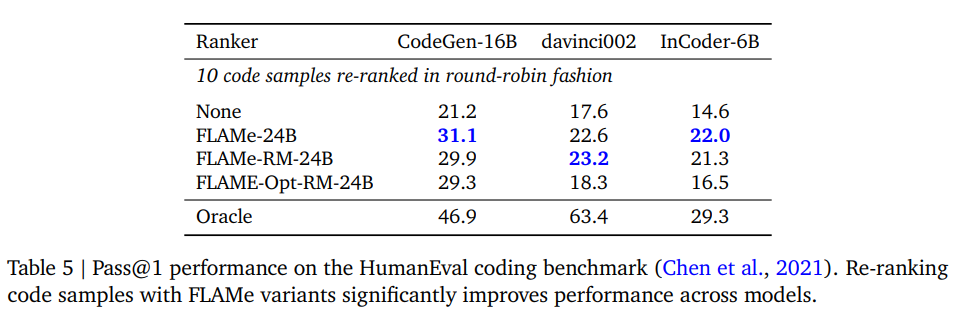 Ranker CodeGen-16B davinci002 InCoder-6B
10 code samples re-ranked in round-robin fashion
None 21.2 17.6 14.6
FLAMe-24B 31.1 22.6 22.0
FLAMe-RM-24B 29.9 23.2 21.3
FLAME-Opt-RM-24B 29.3 18.3 16.5
Oracle 46.9 63.4 29.3
Table 5 | Pass@1 performance on the HumanEval coding benchmark (Chen et al., 2021). Re-ranking
code samples with FLAMe variants significantly improves performance across models.